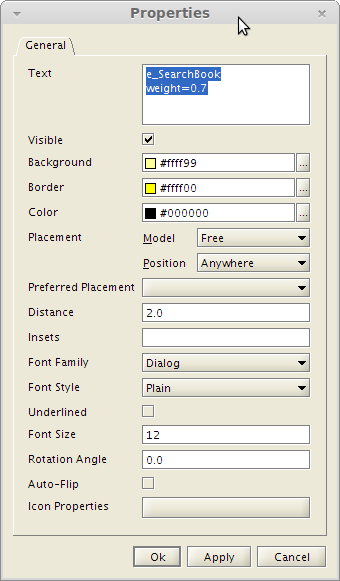 Properties
General
Text
e_SearchBook
weight=0.7
Visible
Background #ffff99 ...
Border #ffff00 ...
Color #000000 ...
Placement Model Free
Position Anywhere
Preferred Placement
Distance 2.0
Insets
Font Family Dialog
Font Style Plain
Underlined
Font Size 12
Rotation Angle 0.0
Auto-Flip
Icon Properties
Ok Apply Cancel